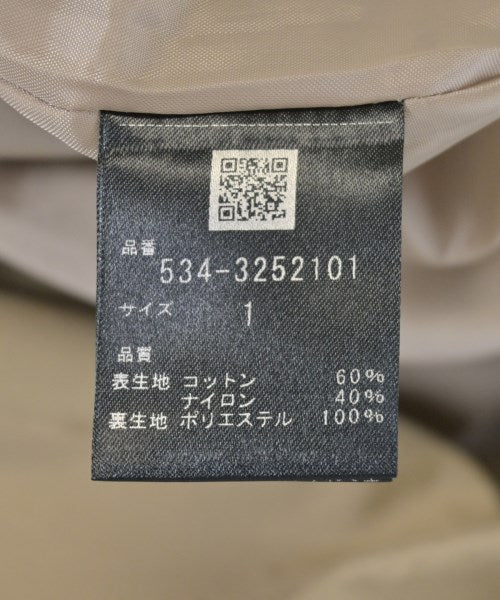 品番
534-3252101
サイズ 1
品質
表生地 コットン 60%
ナイロン 40%
裏生地 ポリエステル 100%